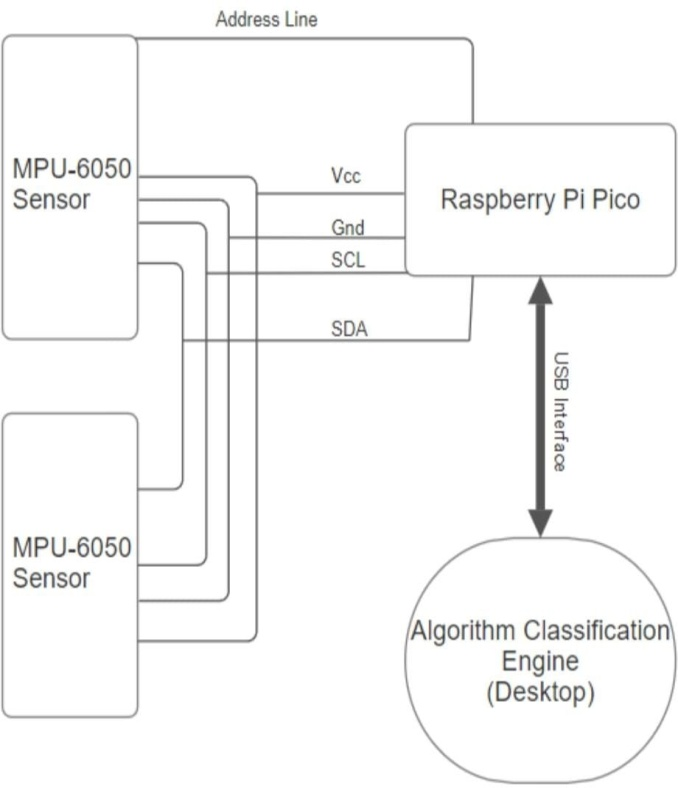 Address Line
MPU-6050
Sensor
Vcc
Raspberry Pi Pico
Gnd
SCL
SDA
USB Interface
MPU-6050
Sensor
Algorithm Classification
Engine
(Desktop)